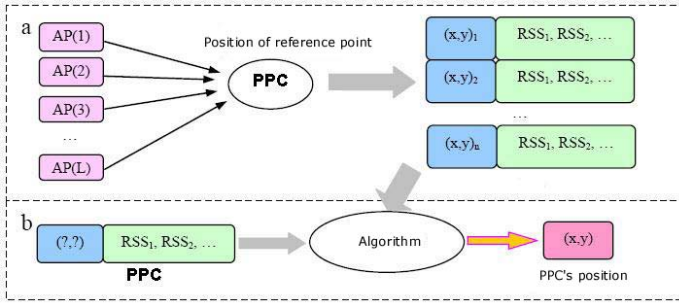 a
AP(1)
AP(2)
AP(3)
...
AP(L)
Position of reference point
PPC
(x,y)₁ RSS₁, RSS₂, ...
(x,y)₂ RSS₁, RSS₂, ...
...
(x,y)ₙ RSS₁, RSS₂, ...
b
(?,?) RSS₁, RSS₂, ...
PPC
Algorithm
(x,y)
PPC's position